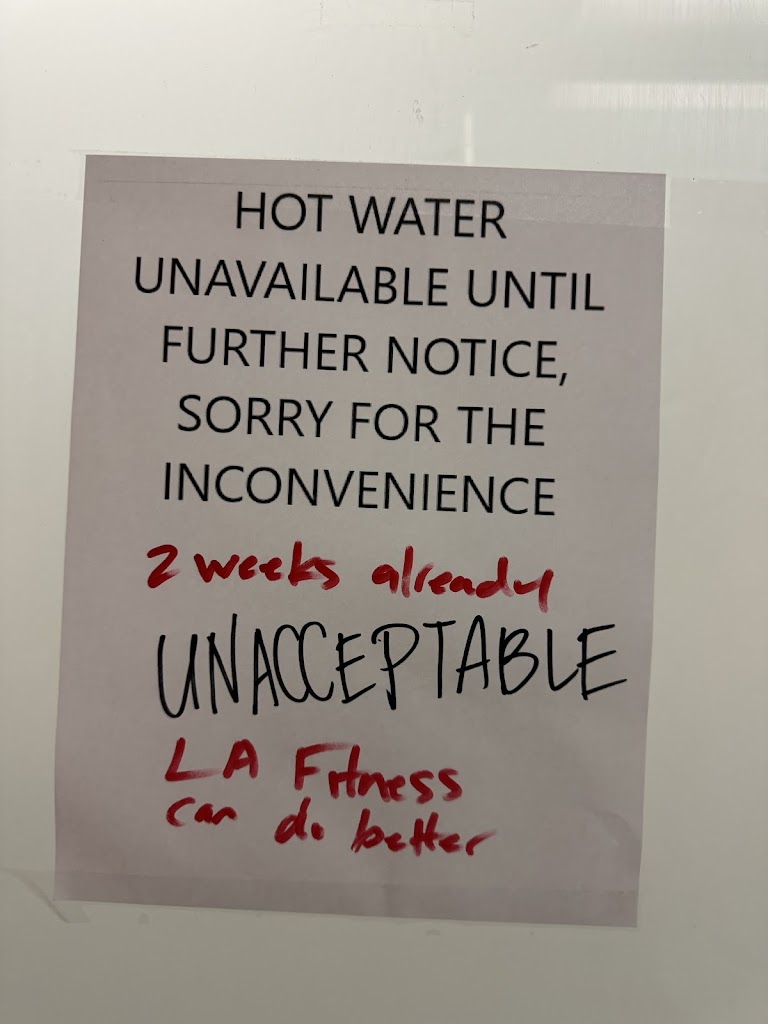 HOT WATER
UNAVAILABLE UNTIL
FURTHER NOTICE,
SORRY FOR THE
INCONVENIENCE
2 weeks already
UNACCEPTABLE
LA Fitness
can do better